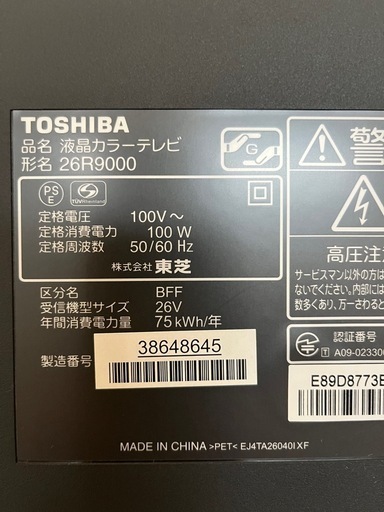 TOSHIBA
品名 液晶カラーテレビ
形名 26R9000
G
PS
E
TÜVRheinland
定格電圧 100V～
定格消費電力 100 W
定格周波数 50/60 Hz
株式会社 東芝
区分名 BFF
受信機型サイズ 26V
年間消費電力量 75 kWh/年
製造番号 38648645
警
高圧注
サービスマン以外の方は
ないでください。内部には
数多くあり、万一さわると
認証番号
T A09-02330
E89D8773
MADE IN CHINA >PET< EJ4TA26040IXF